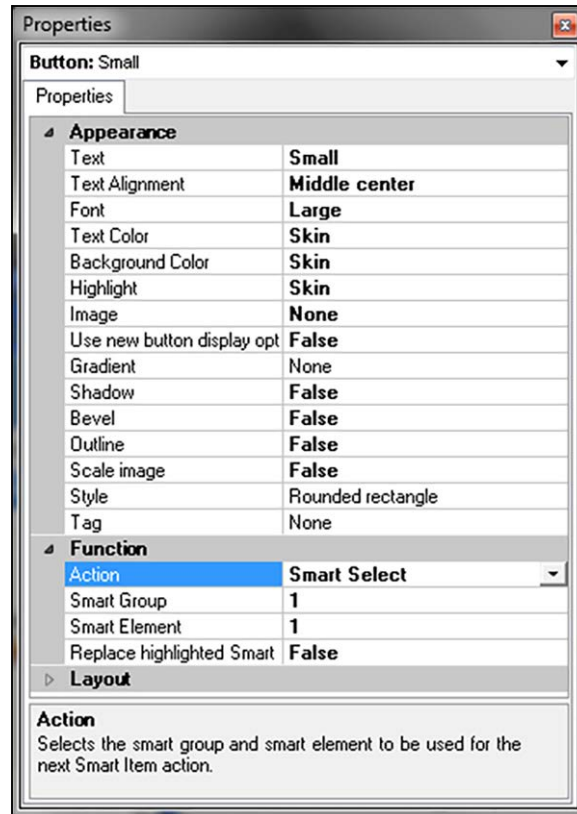 Properties
Button: Small
Properties
Appearance
Text Small
Text Alignment Middle center
Font Large
Text Color Skin
Background Color Skin
Highlight Skin
Image None
Use new button display opt False
Gradient None
Shadow False
Bevel False
Outline False
Scale image False
Style Rounded rectangle
Tag None
Function
Action Smart Select
Smart Group 1
Smart Element 1
Replace highlighted Smart False
Layout
Action
Selects the smart group and smart element to be used for the
next Smart Item action.